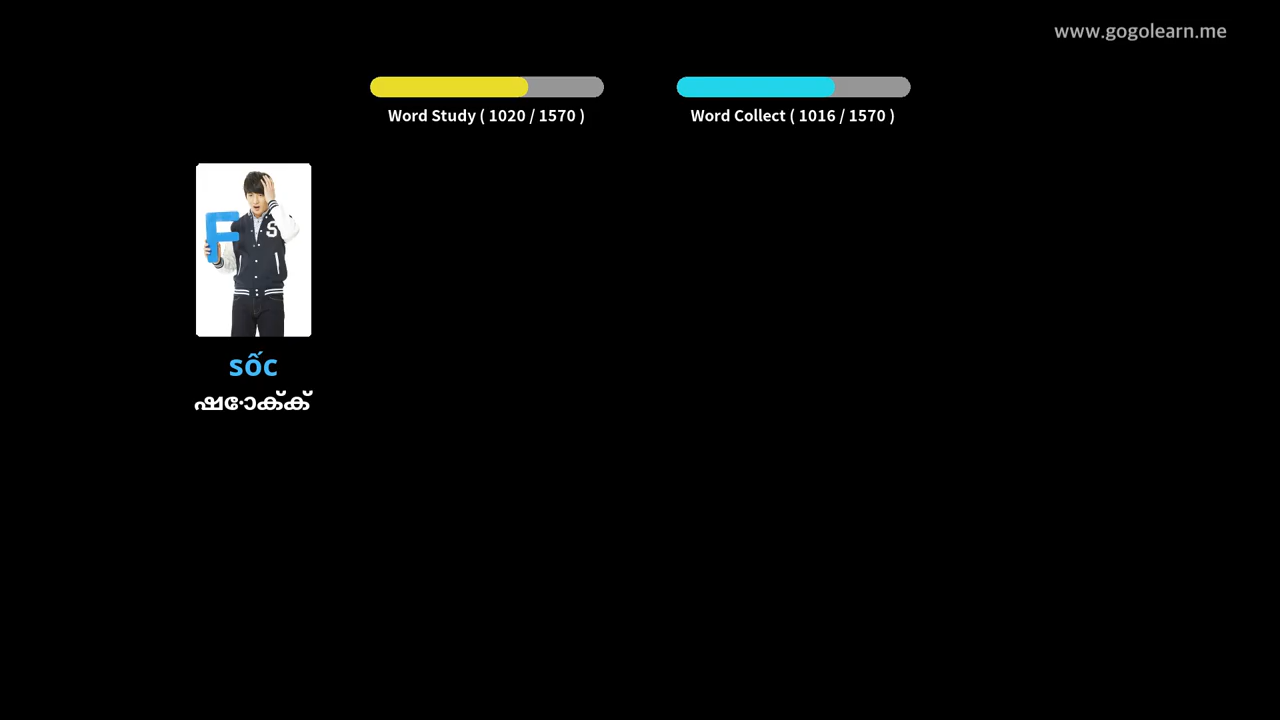 www.gogolearn.me
Word Study ( 1020 / 1570 )
Word Collect ( 1016 / 1570 )
F
S
sốc
ഷോക്ക്